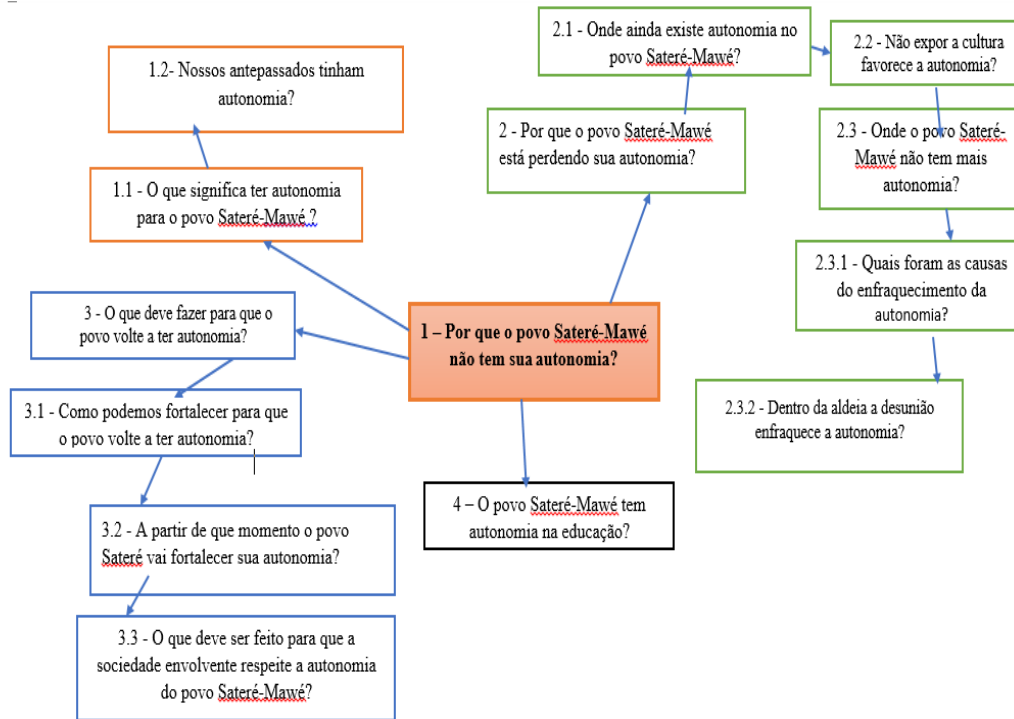 1.2- Nossos antepassados tinham
autonomia?
1.1 - O que significa ter autonomia
para o povo Sateré-Mawé ?
2.1 - Onde ainda existe autonomia no
povo Sateré-Mawé?
2.2 - Não expor a cultura
favorece a autonomia?
2 - Por que o povo Sateré-Mawé
está perdendo sua autonomia?
2.3 - Onde o povo Sateré-
Mawé não tem mais
autonomia?
2.3.1 - Quais foram as causas
do enfraquecimento da
autonomia?
2.3.2 - Dentro da aldeia a desunião
enfraquece a autonomia?
1 – Por que o povo Sateré-Mawé
não tem sua autonomia?
3 - O que deve fazer para que o
povo volte a ter autonomia?
3.1 - Como podemos fortalecer para que
o povo volte a ter autonomia?
3.2 - A partir de que momento o povo
Sateré vai fortalecer sua autonomia?
3.3 - O que deve ser feito para que a
sociedade envolvente respeite a autonomia
do povo Sateré-Mawé?
4 – O povo Sateré-Mawé tem
autonomia na educação?